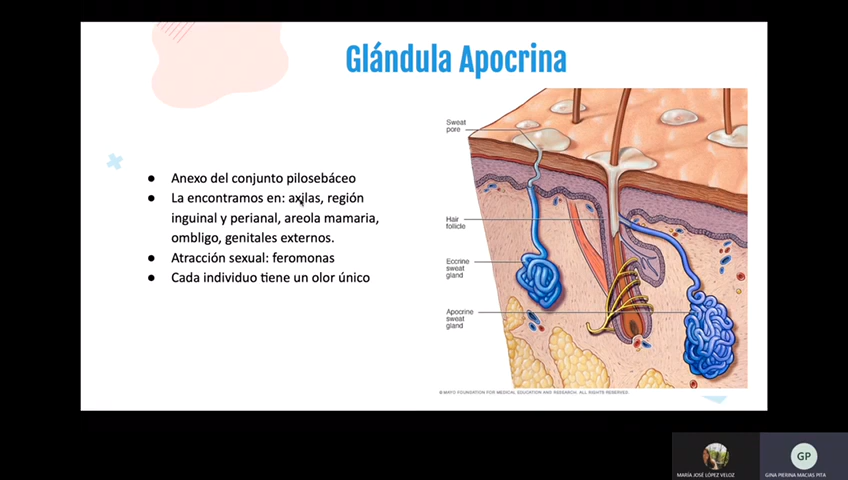 Glándula Apocrina
● Anexo del conjunto pilosebáceo
● La encontramos en: axilas, región
inguinal y perianal, areola mamaria,
ombligo, genitales externos.
● Atracción sexual: feromonas
● Cada individuo tiene un olor único
Sweat
pore
Hair
follicle
Eccrine
sweat
gland
Apocrine
sweat
gland
© MAYO FOUNDATION FOR MEDICAL EDUCATION AND RESEARCH. ALL RIGHTS RESERVED.
GP
MARÍA JOSÉ LÓPEZ VELOZ
GINA PIERINA MACIAS PITA